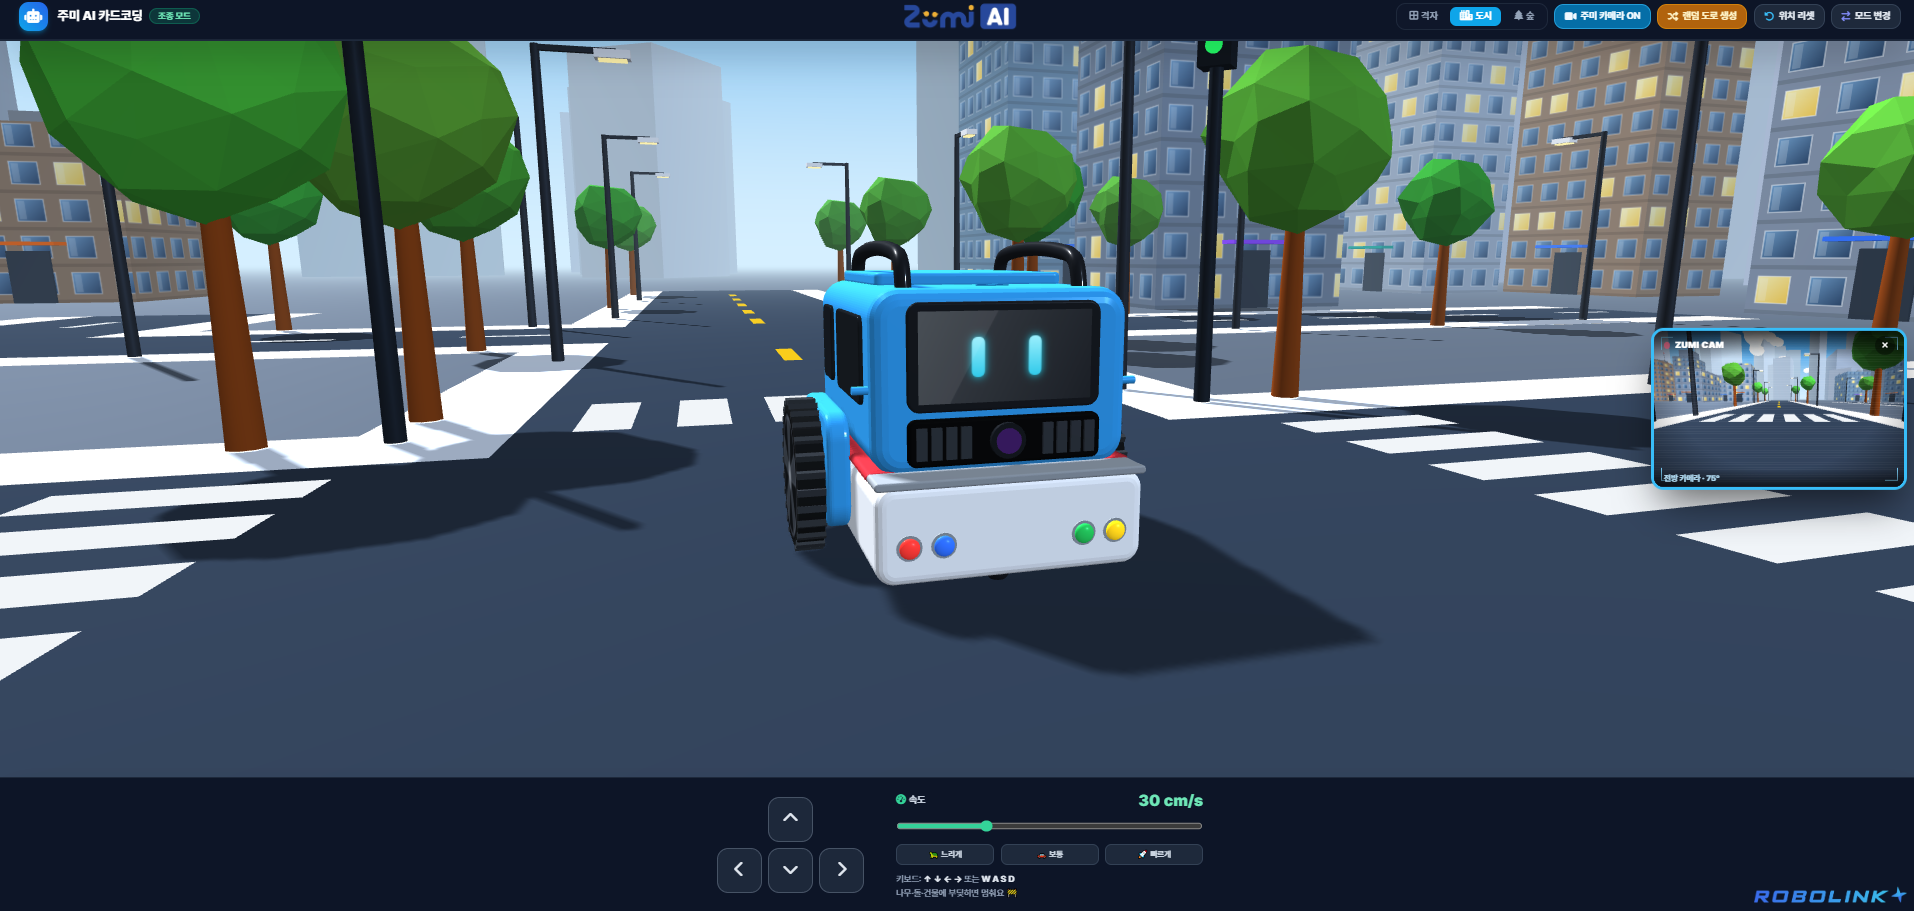 주미 AI 카드코딩
조종 모드
Zumi AI
격자
도시
숲
주미 카메라 ON
랜덤 도로 생성
위치 리셋
모드 변경
ZUMI CAM
전방 카메라 · 75°
속도
30 cm/s
느리게
보통
빠르게
키보드: ↑ ↓ ← → 또는 W A S D
나무·돌·건물에 부딪히면 멈춰요
ROBOLINK